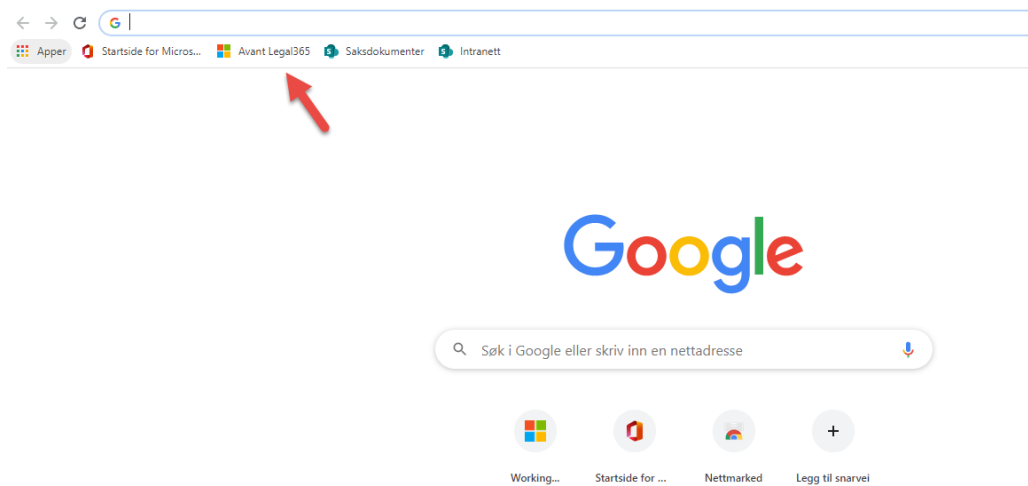 Apper Startside for Micros... Avant Legal365 Saksdokumenter Intranett
Google
Søk i Google eller skriv inn en nettadresse
Working... Startside for ... Nettmarked Legg til snarvei